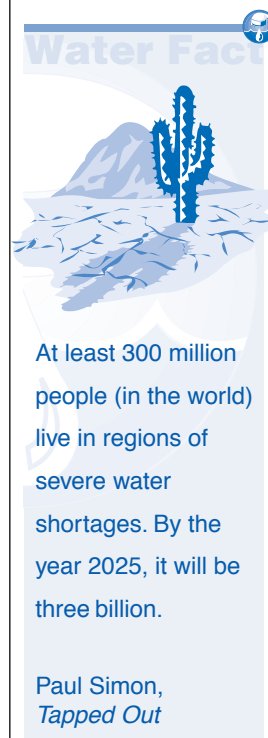 Water Fact
At least 300 million
people (in the world)
live in regions of
severe water
shortages. By the
year 2025, it will be
three billion.
Paul Simon,
Tapped Out